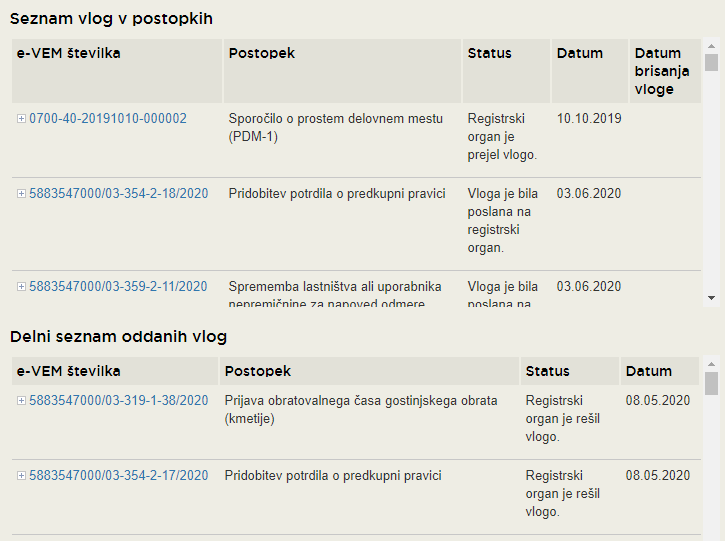 Seznam vlog v postopkih
e-VEM številka Postopek Status Datum Datum
brisanja
vloge
0700-40-20191010-000002 Sporočilo o prostem delovnem mestu Registrski 10.10.2019
(PDM-1) organ je
prejel vlogo.
5883547000/03-354-2-18/2020 Pridobitev potrdila o predkupni pravici Vloga je bila 03.06.2020
poslana na
registrski
organ.
5883547000/03-359-2-11/2020 Sprememba lastništva ali uporabnika Vloga je bila 03.06.2020
nepremičnine za napoved odmere poslana na
Delni seznam oddanih vlog
e-VEM številka Postopek Status Datum
5883547000/03-319-1-38/2020 Prijava obratovalnega časa gostinjskega obrata Registrski 08.05.2020
(kmetije) organ je rešil
vlogo.
5883547000/03-354-2-17/2020 Pridobitev potrdila o predkupni pravici Registrski 08.05.2020
organ je rešil
vlogo.